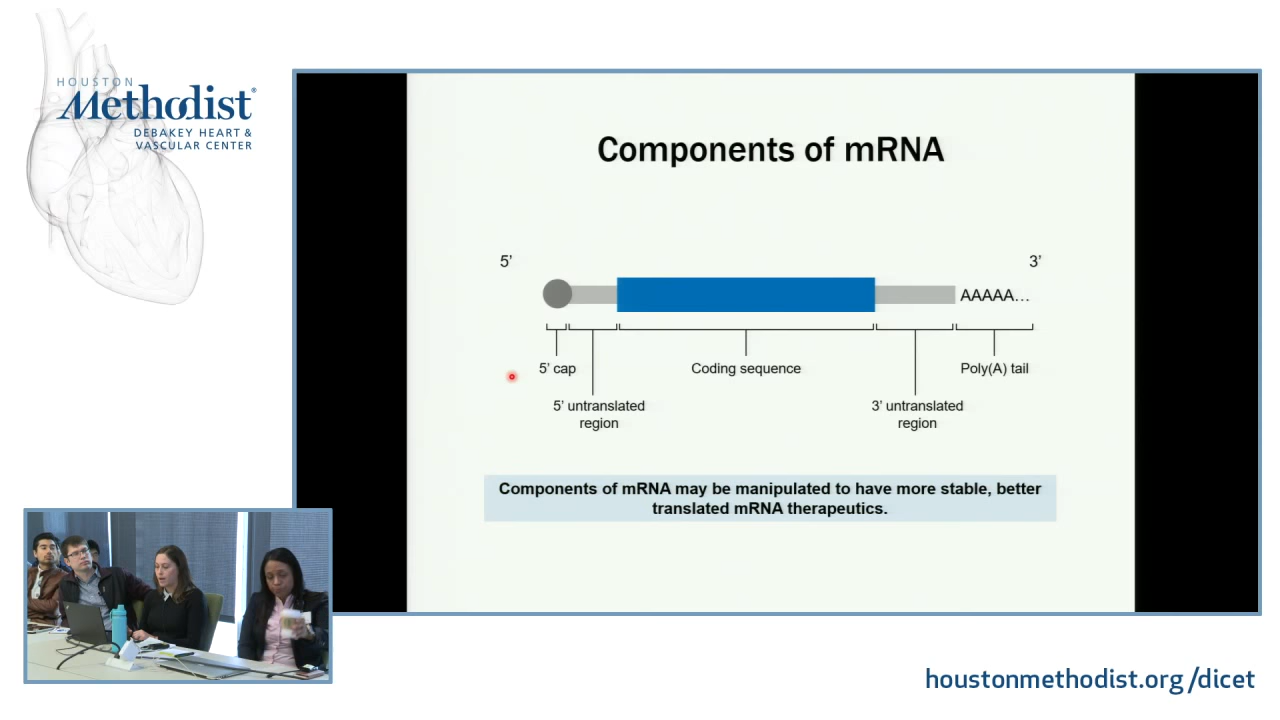 HOUSTON
Methodist®
DEBAKEY HEART &
VASCULAR CENTER
Components of mRNA
5’
3’
AAAAA…
5’ cap
Coding sequence
Poly(A) tail
5’ untranslated
region
3’ untranslated
region
Components of mRNA may be manipulated to have more stable, better
translated mRNA therapeutics.
houstonmethodist.org/dicet